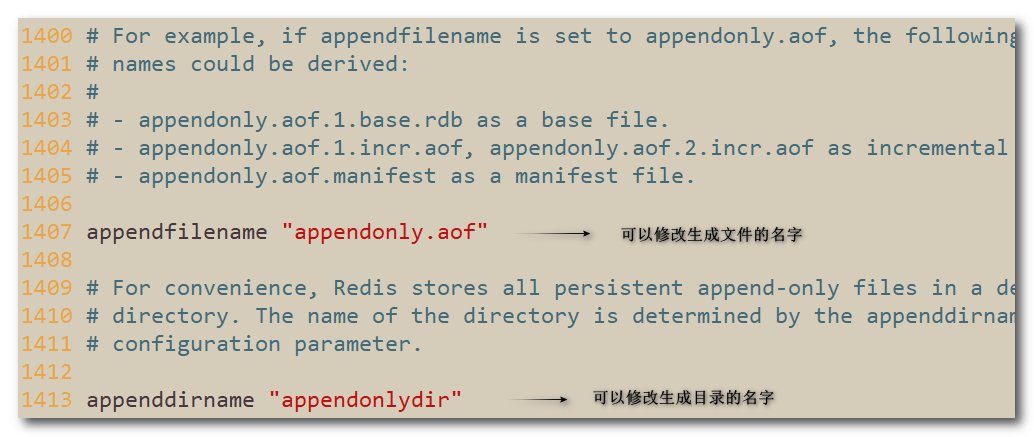 1400 # For example, if appendfilename is set to appendonly.aof, the following
1401 # names could be derived:
1402 #
1403 # - appendonly.aof.1.base.rdb as a base file.
1404 # - appendonly.aof.1.incr.aof, appendonly.aof.2.incr.aof as incremental
1405 # - appendonly.aof.manifest as a manifest file.
1406
1407 appendfilename "appendonly.aof" 可以修改生成文件的名字
1408
1409 # For convenience, Redis stores all persistent append-only files in a de
1410 # directory. The name of the directory is determined by the appenddirnam
1411 # configuration parameter.
1412
1413 appenddirname "appendonlydir" 可以修改生成目录的名字